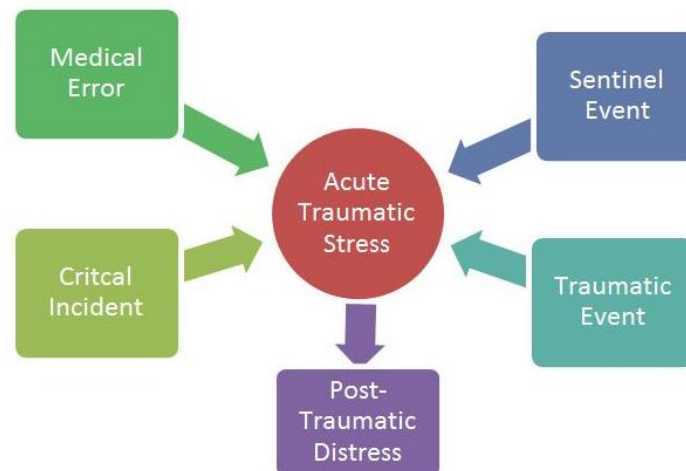 Medical
Error
Sentinel
Event
Acute
Traumatic
Stress
Critcal
Incident
Traumatic
Event
Post-
Traumatic
Distress